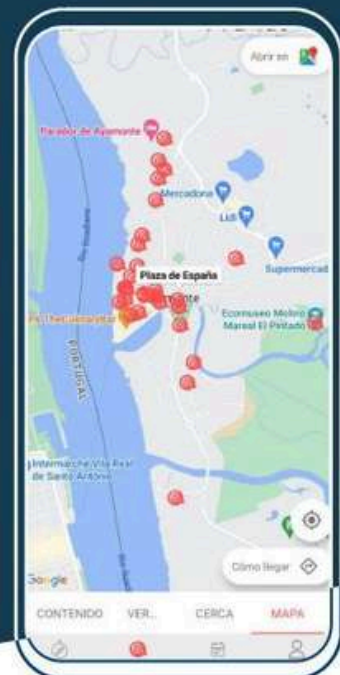 Abrir en
Parador de Ayamonte
Mercadona
Lidl
Plaza de España
Supermercad
Ecomuseo Molino
Mareal El Pintado
PORTUGAL
Intermarché Vila Real
de Santo António
Cómo llegar
Google
CONTENIDO
VER...
CERCA
MAPA